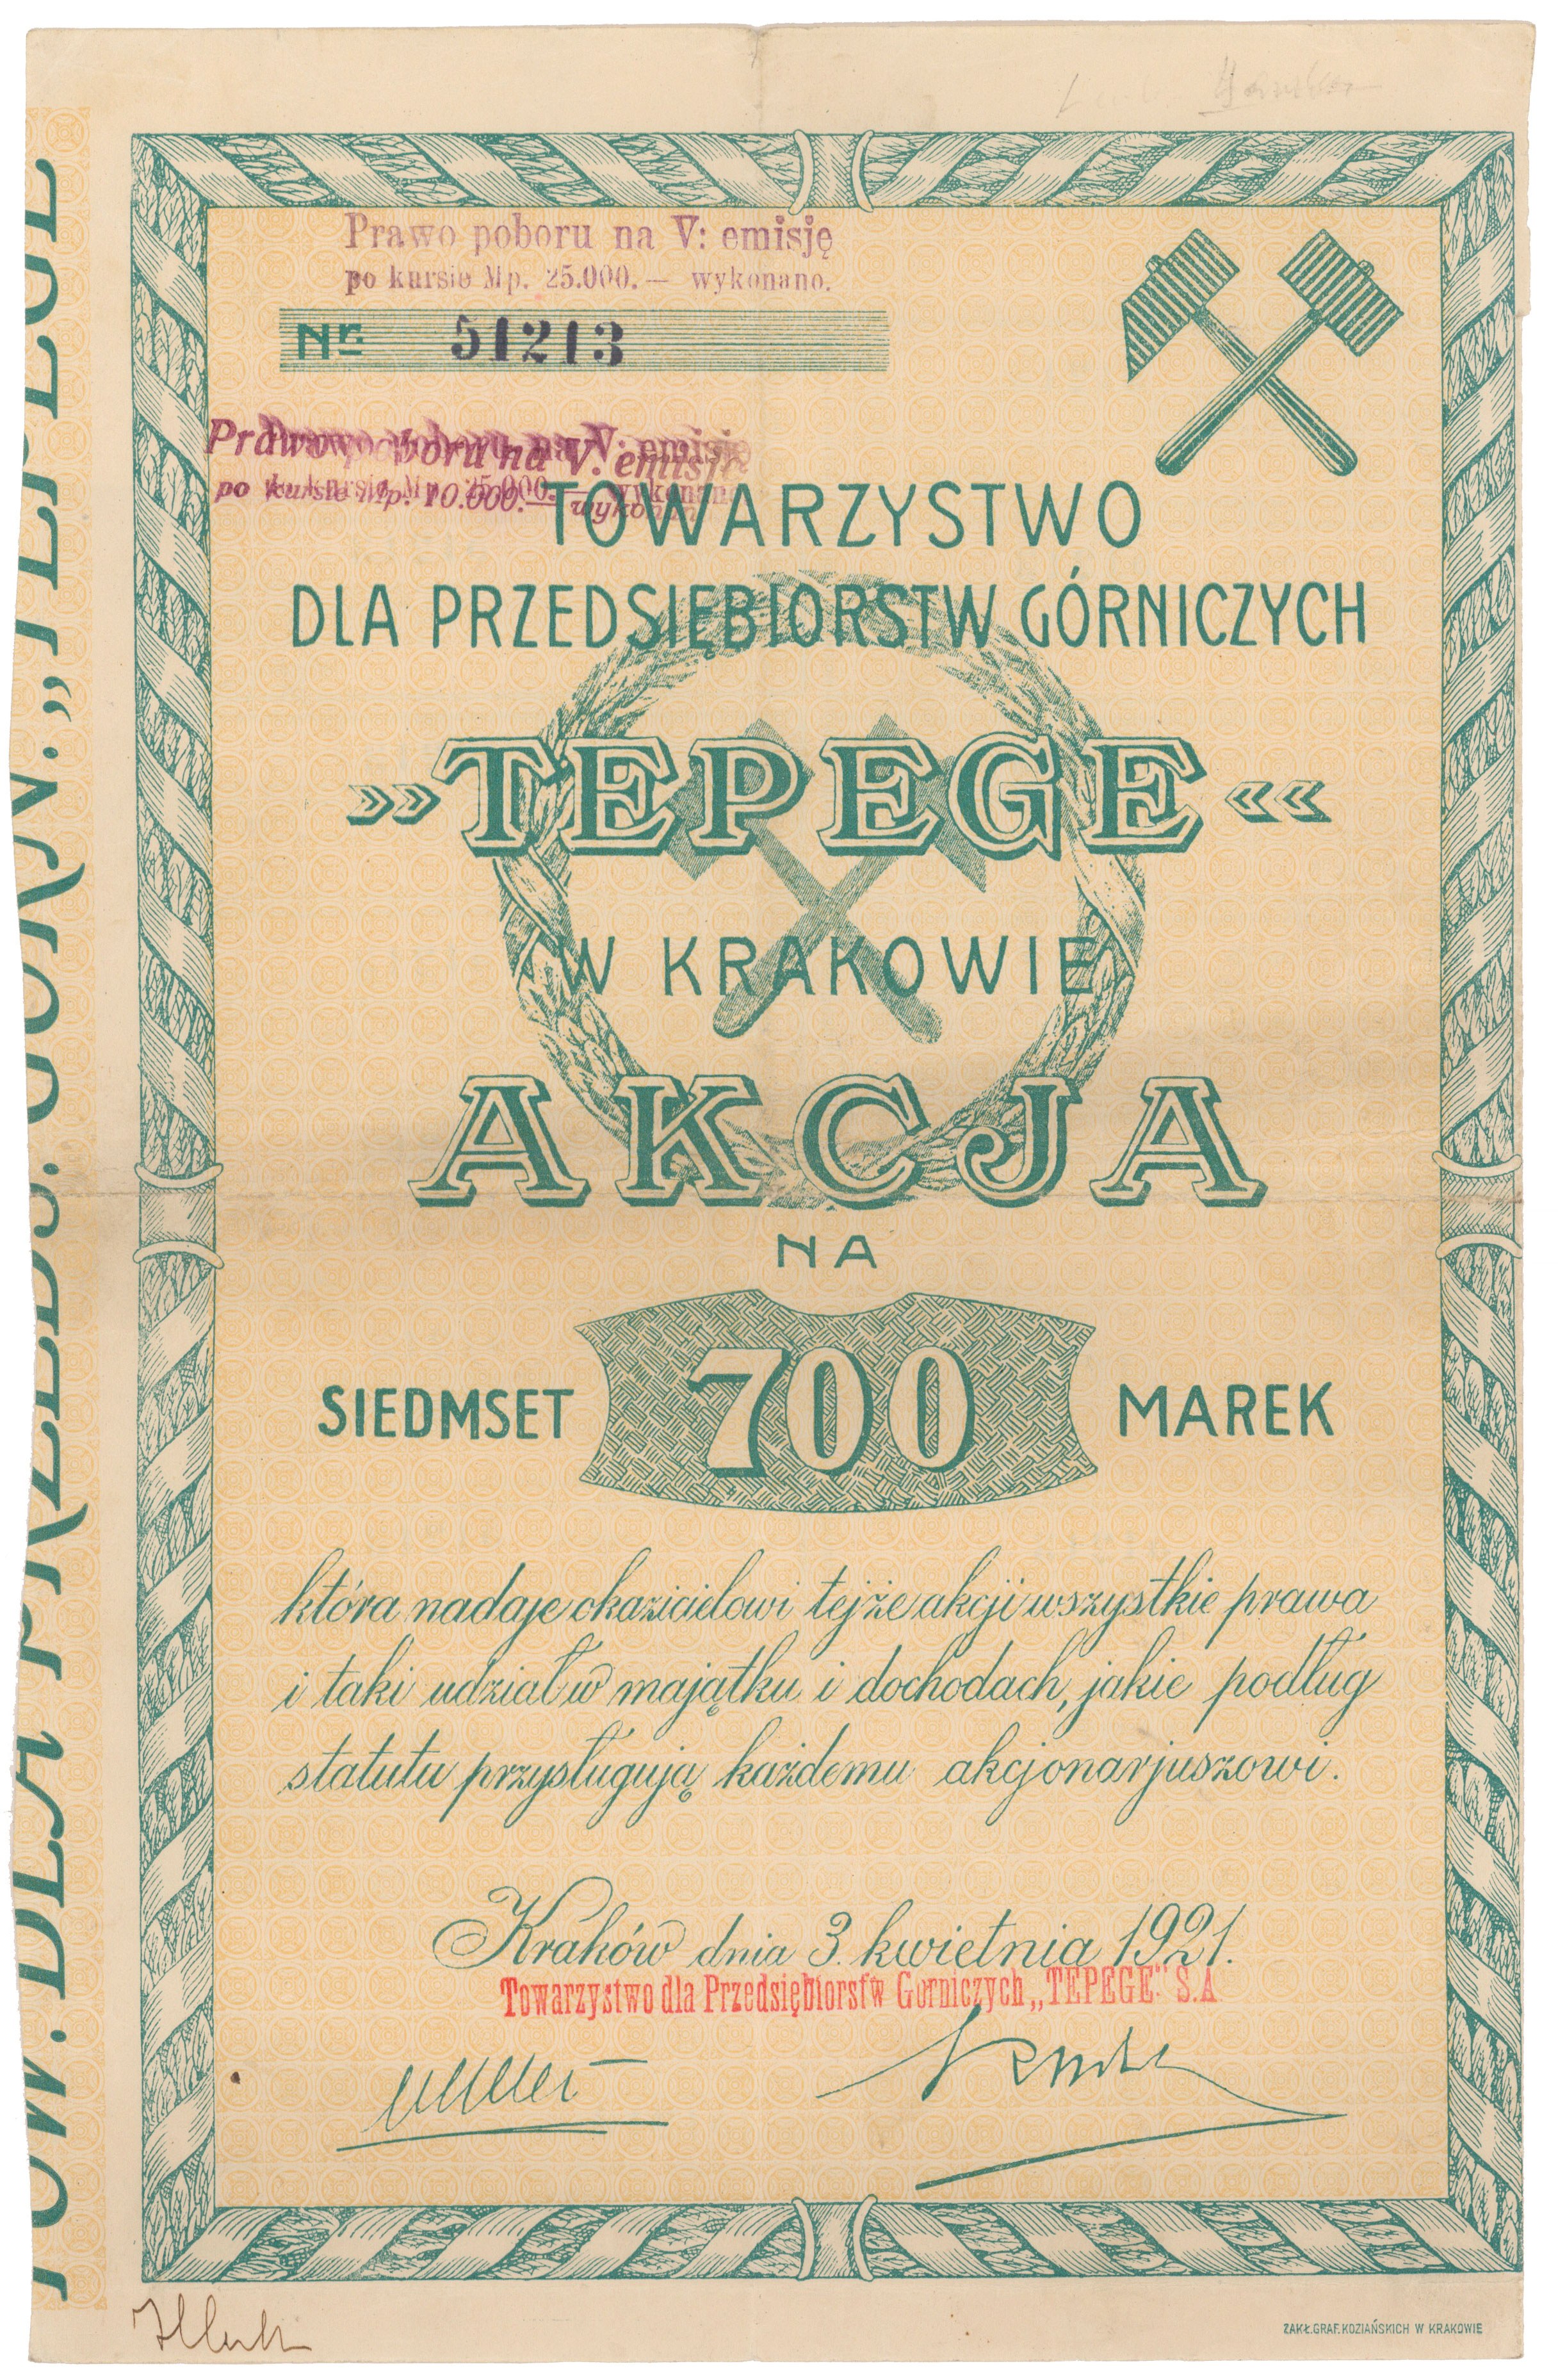 Prawo poboru na V: emisję
po kursie Mp. 25.000.— wykonano.
Nr. 51213
Prawo poboru na V. emisję
po kursie Mp. 10.000.— wykonano
TOWARZYSTWO
DLA PRZEDSIĘBIORSTW GÓRNICZYCH
»TEPEGE«
W KRAKOWIE
AKCJA
NA
SIEDMSET 700 MAREK
która nadaje okazicielowi tejże akcji wszystkie prawa
i taki udział w majątku i dochodach, jakie podług
statutu przysługują każdemu akcjonarjuszowi.
Kraków dnia 3. kwietnia 1921.
Towarzystwo dla Przedsiębiorstw Gorniczych „TEPEGE" S.A
ZAKŁ. GRAF. KOZIAŃSKICH W KRAKOWIE
TOW. DLA PRZEDS. GÓRN. „TEPEGE